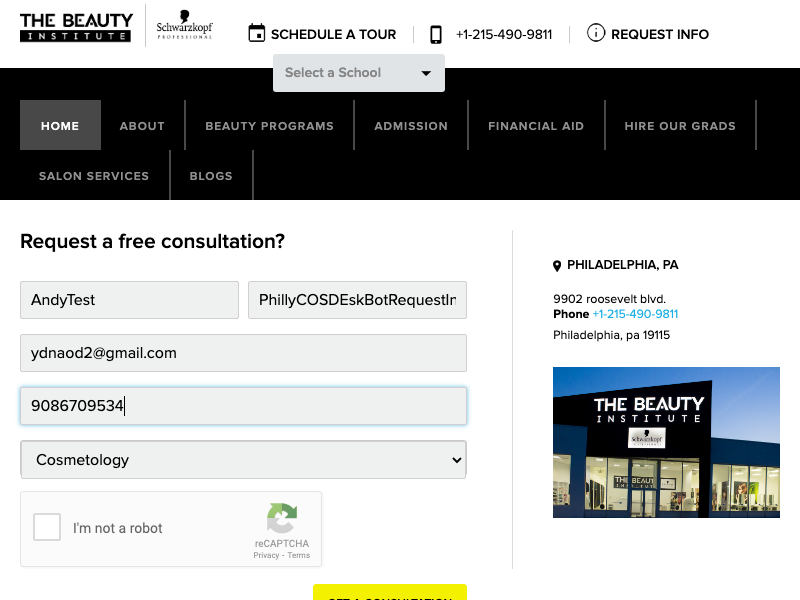 THE BEAUTY
INSTITUTE
Schwarzkopf
PROFESSIONAL
SCHEDULE A TOUR
+1-215-490-9811
REQUEST INFO
Select a School
HOME
ABOUT
BEAUTY PROGRAMS
ADMISSION
FINANCIAL AID
HIRE OUR GRADS
SALON SERVICES
BLOGS
Request a free consultation?
AndyTest
PhillyCOSDEskBotRequestIn
ydnaod2@gmail.com
9086709534
Cosmetology
I'm not a robot
reCAPTCHA
Privacy - Terms
GET A CONSULTATION
PHILADELPHIA, PA
9902 roosevelt blvd.
Phone +1-215-490-9811
Philadelphia, pa 19115
THE BEAUTY
INSTITUTE
Schwarzkopf
THE BEAUTY
INSTITUTE